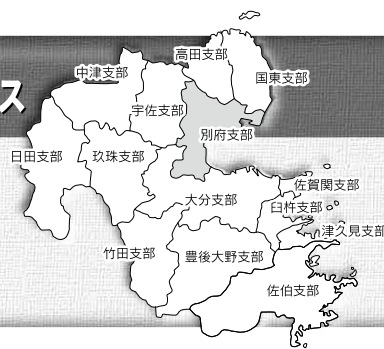 高田支部
中津支部
国東支部
ス
宇佐支部
別府支部
日田支部
玖珠支部
佐賀関支部
大分支部
臼杵支部
津久見支部
竹田支部
豊後大野支部
佐伯支部